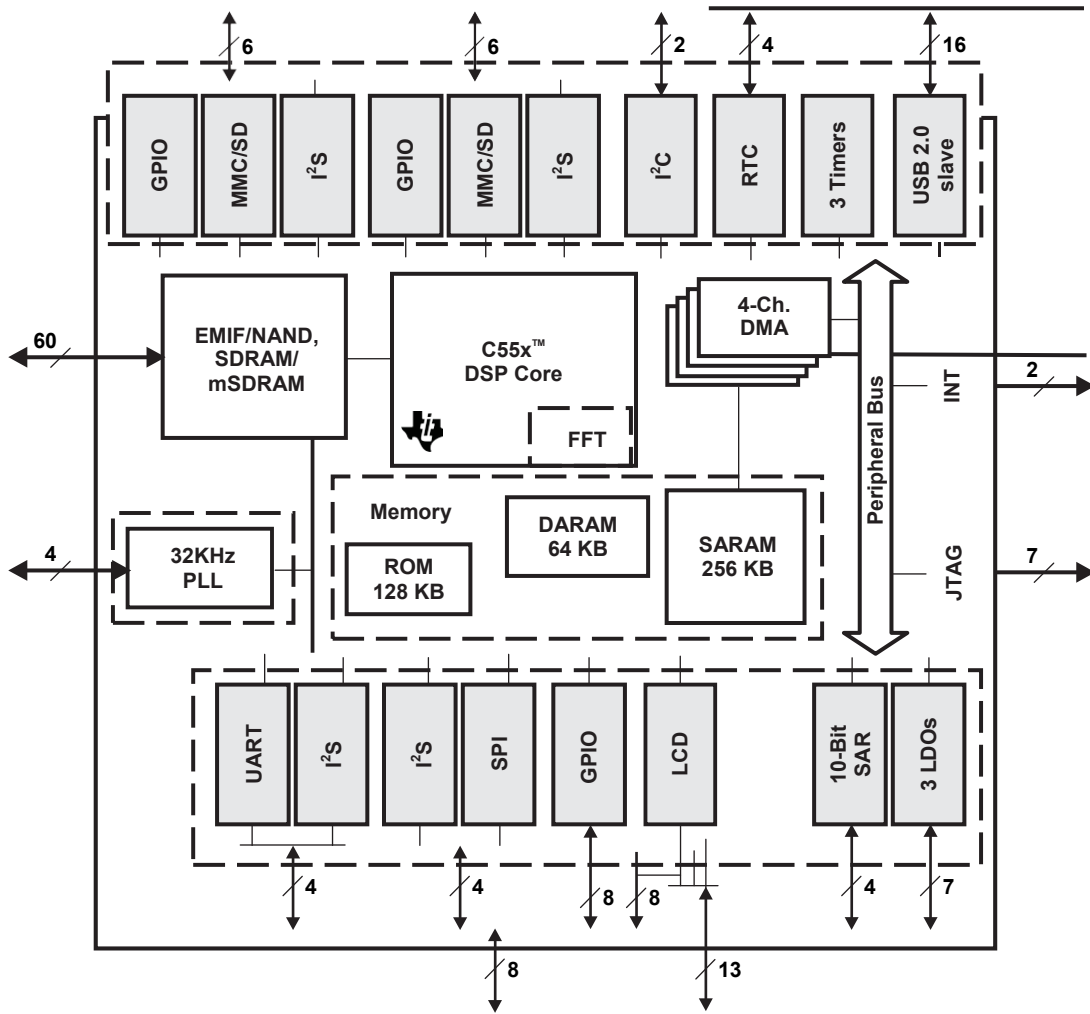 6
6
2
4
16
GPIO
MMC/SD
I²S
GPIO
MMC/SD
I²S
I²C
RTC
3 Timers
USB 2.0
slave
60
EMIF/NAND,
SDRAM/
mSDRAM
C55x™
DSP Core
FFT
4-Ch.
DMA
Peripheral Bus
INT
2
4
32KHz
PLL
Memory
ROM
128 KB
DARAM
64 KB
SARAM
256 KB
JTAG
7
UART
I²S
I²S
SPI
GPIO
LCD
10-Bit
SAR
3 LDOs
4
4
8
8
4
7
8
13